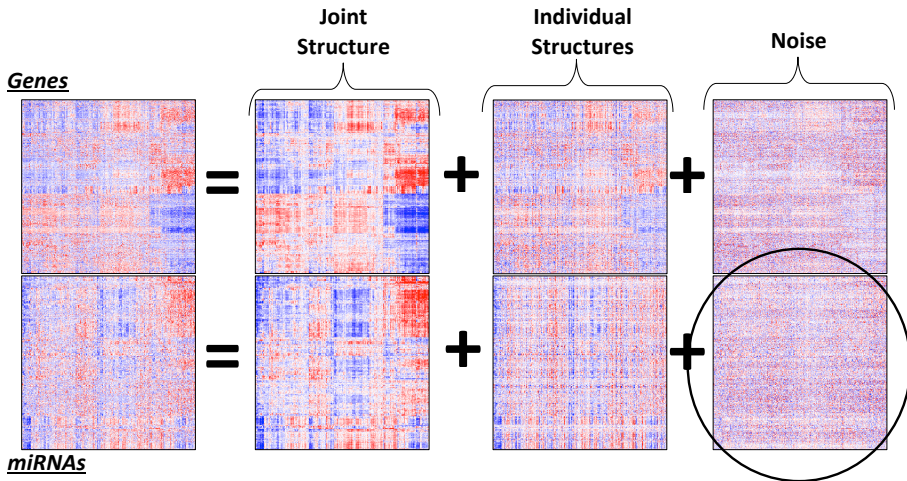 Joint
Structure
Individual
Structures
Noise
Genes
= + +
= + +
miRNAs